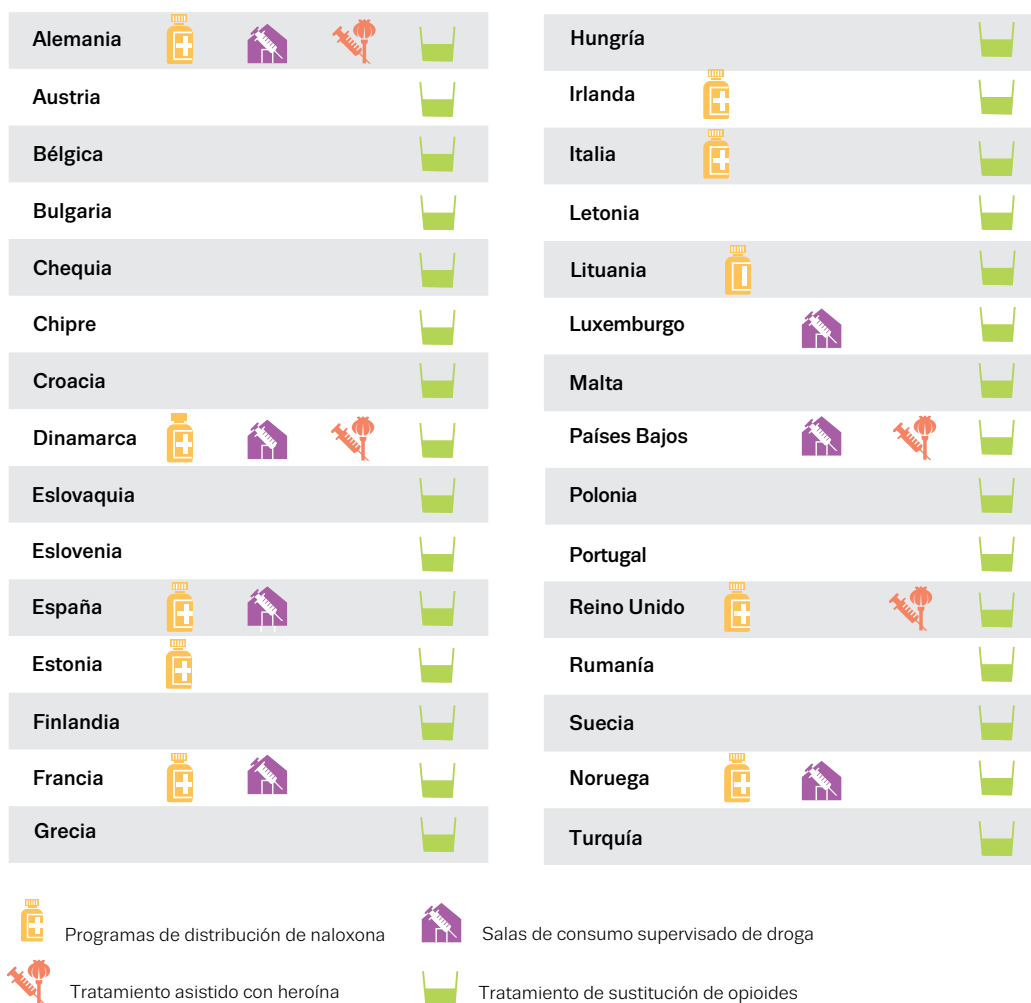 Alemania
Austria
Bélgica
Bulgaria
Chequia
Chipre
Croacia
Dinamarca
Eslovaquia
Eslovenia
España
Estonia
Finlandia
Francia
Grecia
Hungría
Irlanda
Italia
Letonia
Lituania
Luxemburgo
Malta
Países Bajos
Polonia
Portugal
Reino Unido
Rumanía
Suecia
Noruega
Turquía
Programas de distribución de naloxona
Salas de consumo supervisado de droga
Tratamiento asistido con heroína
Tratamiento de sustitución de opioides